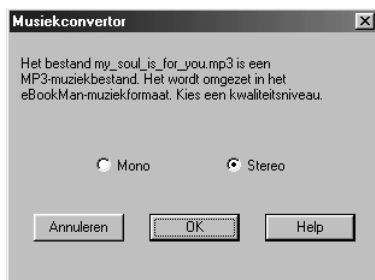 Musiekconvertor
Het bestand my_soul_is_for_you.mp3 is een
MP3-muziekbestand. Het wordt omgezet in het
eBookMan-muziekformaat. Kies een kwaliteitsniveau.
Mono Stereo
Annuleren OK Help